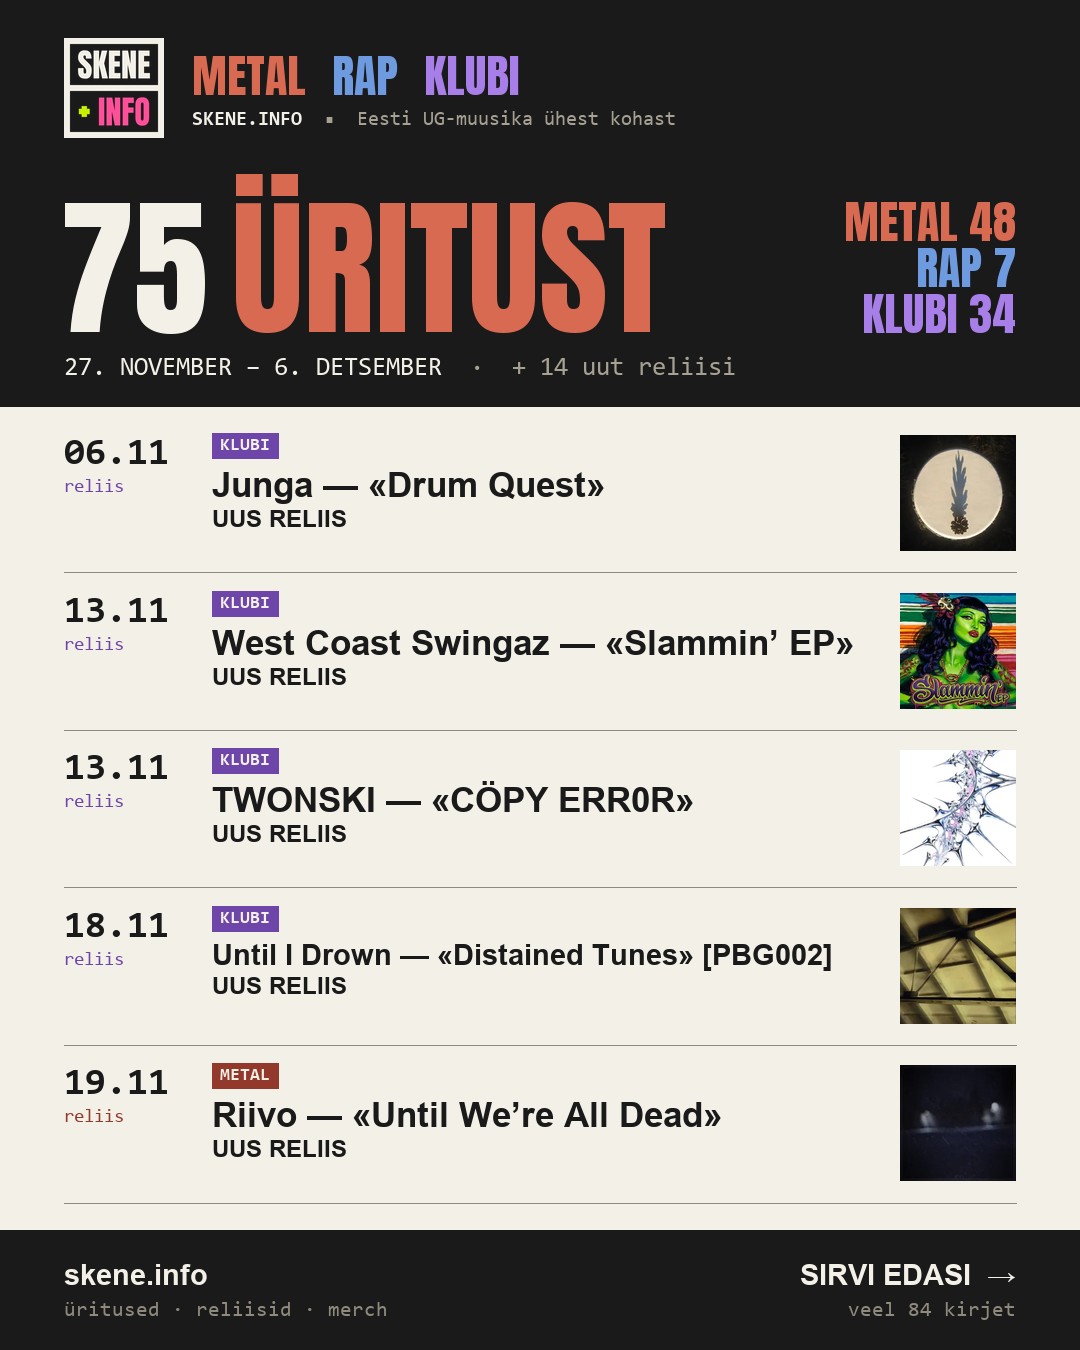 SKENE
+ INFO
METAL RAP KLUBI
SKENE.INFO ▪ Eesti UG-muusika ühest kohast
75 ÜRITUST
METAL 48
RAP 7
KLUBI 34
27. NOVEMBER – 6. DETSEMBER · + 14 uut reliisi
06.11
reliis
KLUBI
Junga — «Drum Quest»
UUS RELIIS
13.11
reliis
KLUBI
West Coast Swingaz — «Slammin’ EP»
UUS RELIIS
Slammin' EP
13.11
reliis
KLUBI
TWONSKI — «CÖPY ERR0R»
UUS RELIIS
18.11
reliis
KLUBI
Until I Drown — «Distained Tunes» [PBG002]
UUS RELIIS
19.11
reliis
METAL
Riivo — «Until We’re All Dead»
UUS RELIIS
skene.info
üritused · reliisid · merch
SIRVI EDASI →
veel 84 kirjet